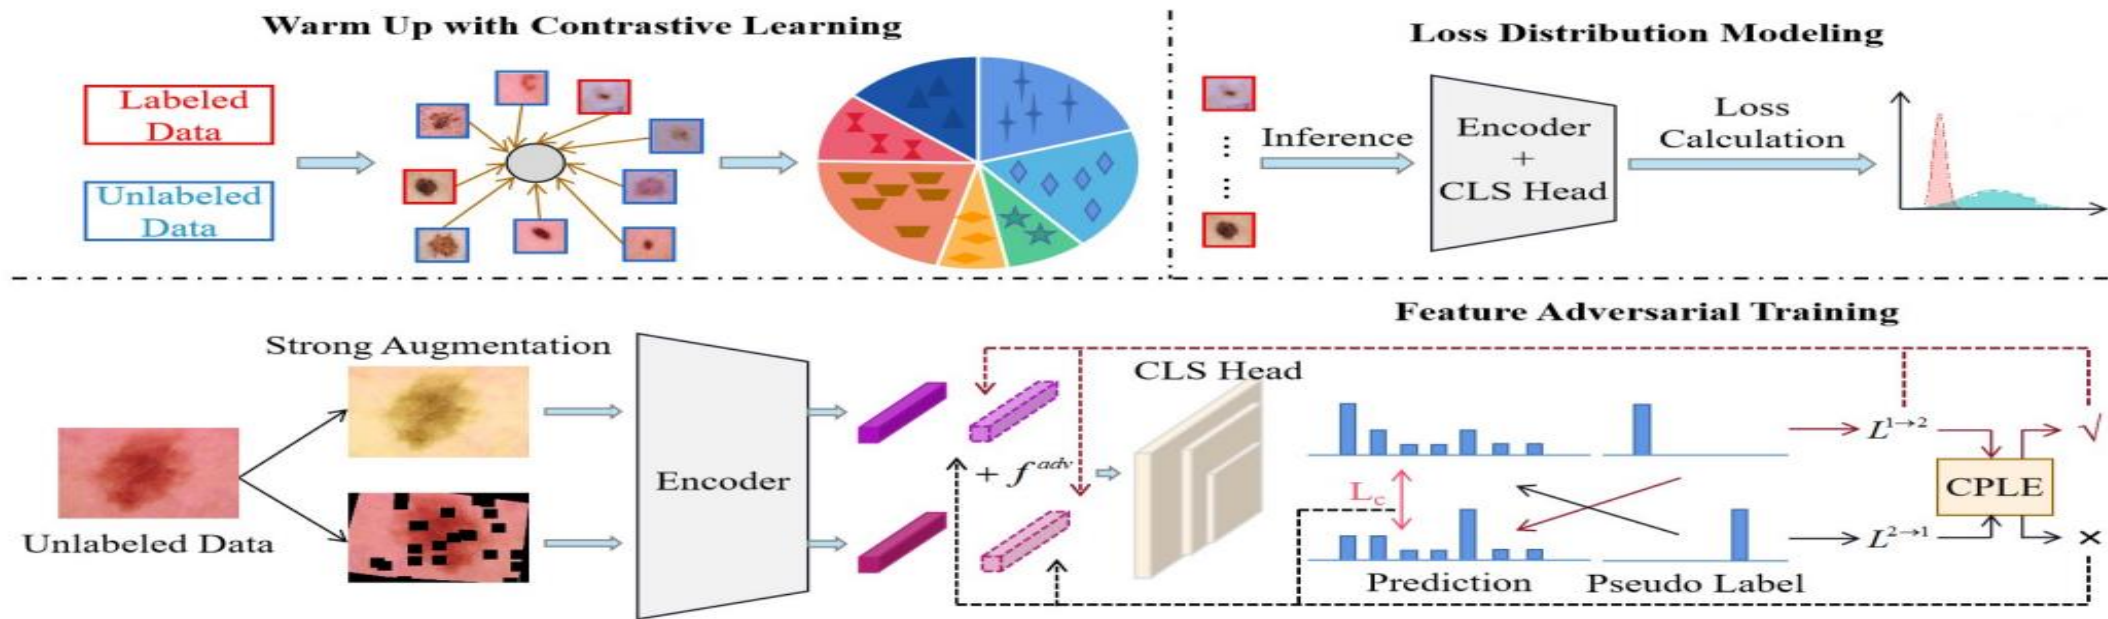 Warm Up with Contrastive Learning
Labeled
Data
Unlabeled
Data
Loss Distribution Modeling
Inference
Encoder
+
CLS Head
Loss
Calculation
Feature Adversarial Training
Strong Augmentation
Unlabeled Data
Encoder
+ f^{adv}
CLS Head
L_c
Prediction
Pseudo Label
L^{1→2}
L^{2→1}
CPLE
√
×